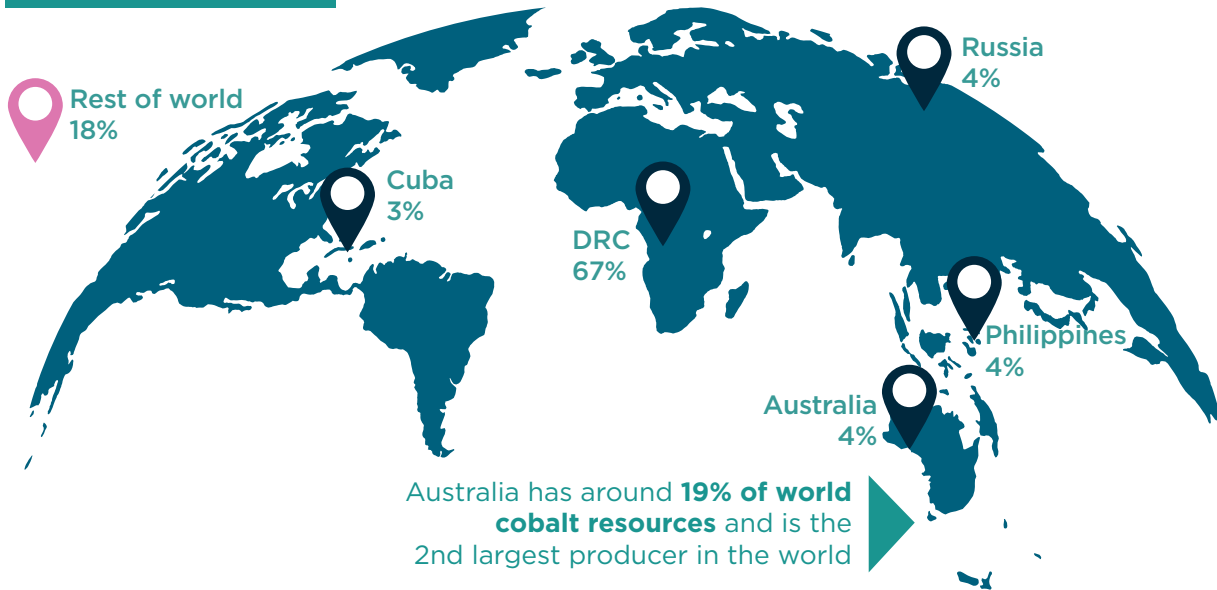 Russia
4%
Rest of world
18%
Cuba
3%
DRC
67%
Philippines
4%
Australia
4%
Australia has around 19% of world
cobalt resources and is the
2nd largest producer in the world